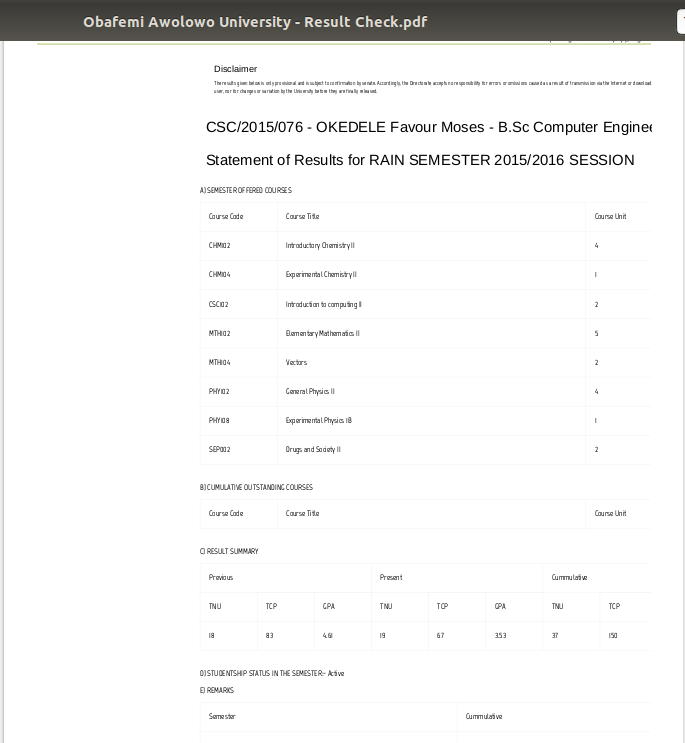 Obafemi Awolowo University - Result Check.pdf
Disclaimer
The results given below is only provisional and is subject to confirmation by senate. Accordingly, the Directorate accepts no responsibility for errors or omissions caused as a result of transmission via the Internet or download
user, nor for changes or variation by the University before they are finally released.
CSC/2015/076 - OKEDELE Favour Moses - B.Sc Computer Enginee
Statement of Results for RAIN SEMESTER 2015/2016 SESSION
A) SEMESTER OFFERED COURSES
Course Code Course Title Course Unit
CHM102 Introductory Chemistry II 4
CHM104 Experimental Chemistry II 1
CSC102 Introduction to computing II 2
MTH102 Elementary Mathematics II 5
MTH104 Vectors 2
PHY102 General Physics II 4
PHY108 Experimental Physics IB 1
SEP002 Drugs and Society II 2
B) CUMULATIVE OUTSTANDING COURSES
Course Code Course Title Course Unit
C) RESULT SUMMARY
Previous Present Cummulative
TNU TCP GPA TNU TCP GPA TNU TCP
18 83 4.61 19 67 3.53 37 150
D) STUDENTSHIP STATUS IN THE SEMESTER:- Active
E) REMARKS
Semester Cummulative